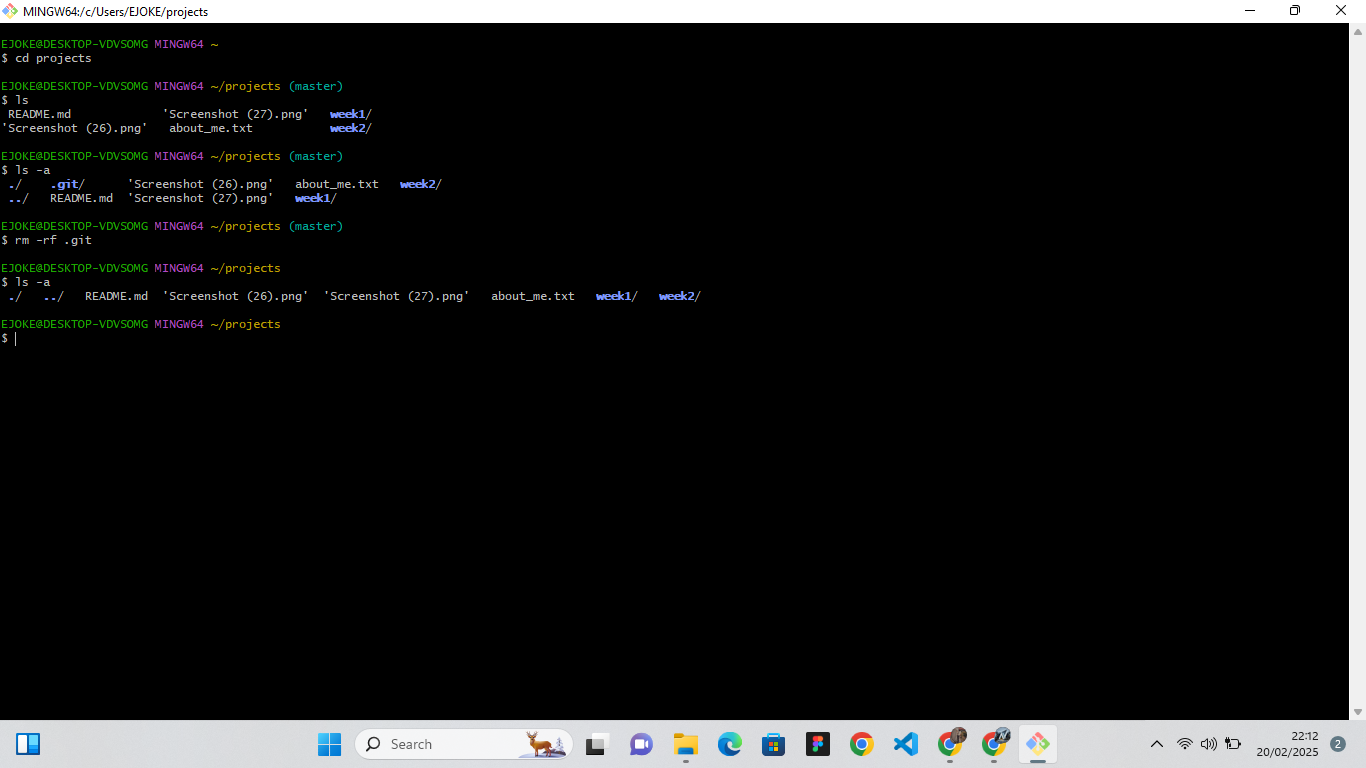 MINGW64:/c/Users/EJOKE/projects
EJOKE@DESKTOP-VDVSOMG MINGW64 ~
$ cd projects
EJOKE@DESKTOP-VDVSOMG MINGW64 ~/projects (master)
$ ls
README.md 'Screenshot (27).png' week1/
'Screenshot (26).png' about_me.txt week2/
EJOKE@DESKTOP-VDVSOMG MINGW64 ~/projects (master)
$ ls -a
./ .git/ 'Screenshot (26).png' about_me.txt week2/
../ README.md 'Screenshot (27).png' week1/
EJOKE@DESKTOP-VDVSOMG MINGW64 ~/projects (master)
$ rm -rf .git
EJOKE@DESKTOP-VDVSOMG MINGW64 ~/projects
$ ls -a
./ ../ README.md 'Screenshot (26).png' 'Screenshot (27).png' about_me.txt week1/ week2/
EJOKE@DESKTOP-VDVSOMG MINGW64 ~/projects
$
Search
22:12
20/02/2025
2